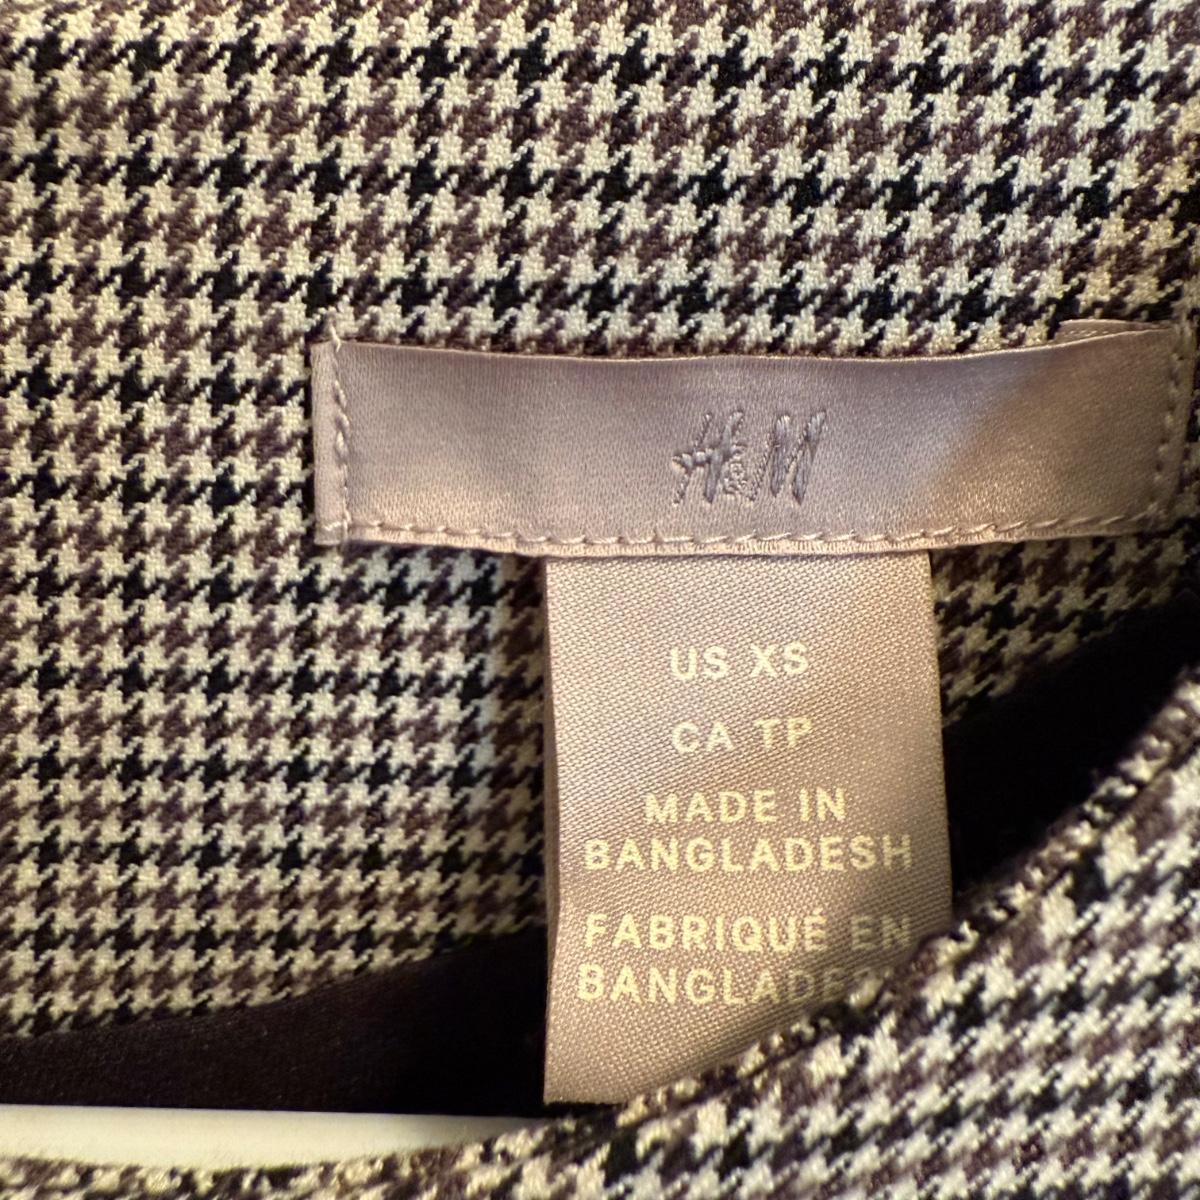 H&M
US XS
CA TP
MADE IN
BANGLADESH
FABRIQUÉ EN